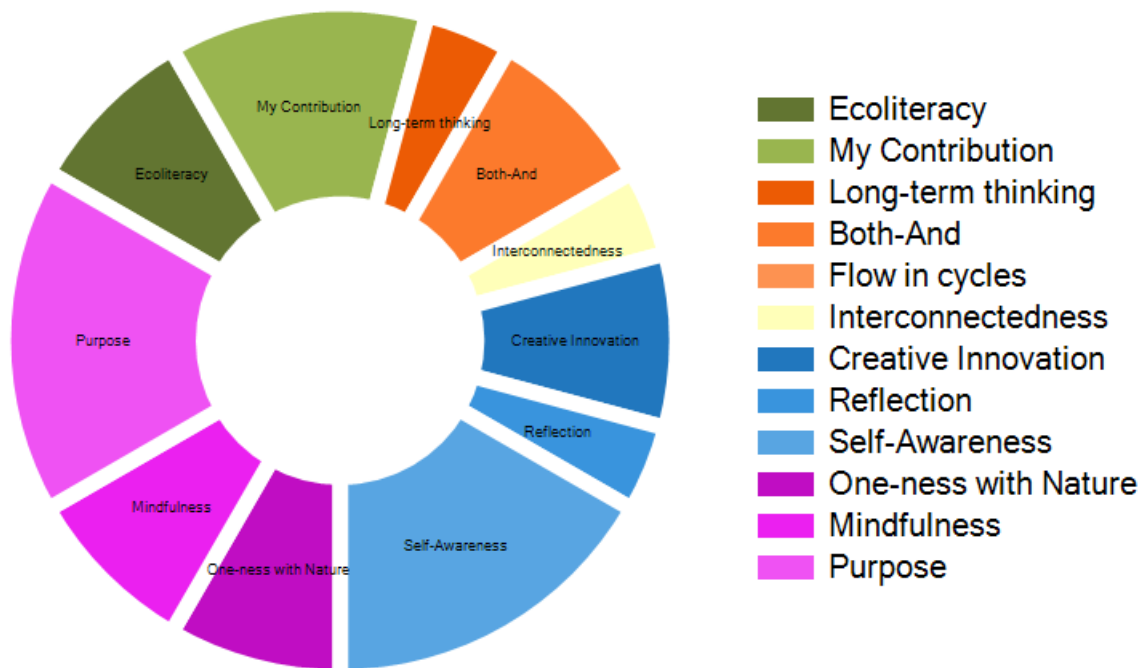 My Contribution
Long-term thinking
Ecoliteracy
Both-And
Interconnectedness
Purpose
Creative Innovation
Reflection
Mindfulness
Self-Awareness
One-ness with Nature
Ecoliteracy
My Contribution
Long-term thinking
Both-And
Flow in cycles
Interconnectedness
Creative Innovation
Reflection
Self-Awareness
One-ness with Nature
Mindfulness
Purpose